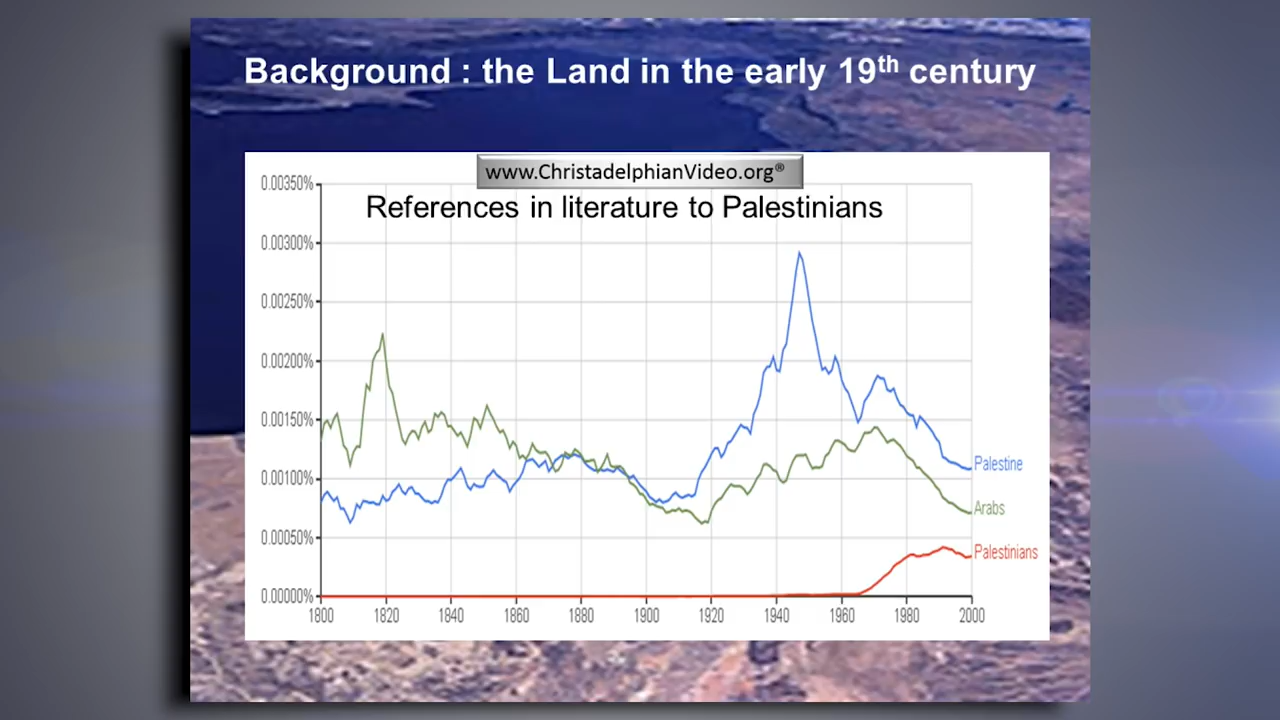 Background : the Land in the early 19th century
www.ChristadelphianVideo.org®
References in literature to Palestinians
0.00350%
0.00300%
0.00250%
0.00200%
0.00150%
0.00100%
0.00050%
0.00000%
Palestine
Arabs
Palestinians
1800 1820 1840 1860 1880 1900 1920 1940 1960 1980 2000